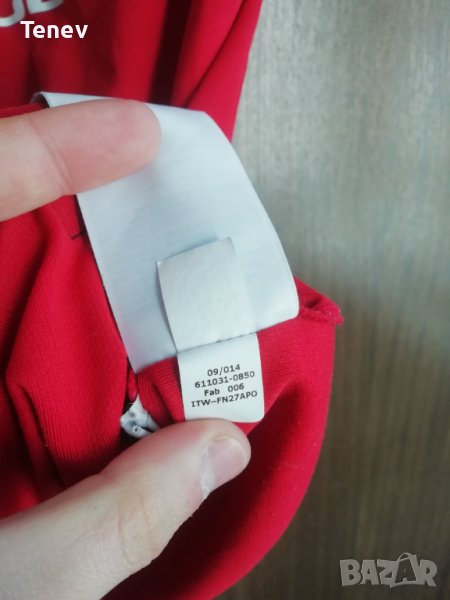 Tenev
09/014
611031-0850
Fab 006
ITW-FN27APO
BAZAR